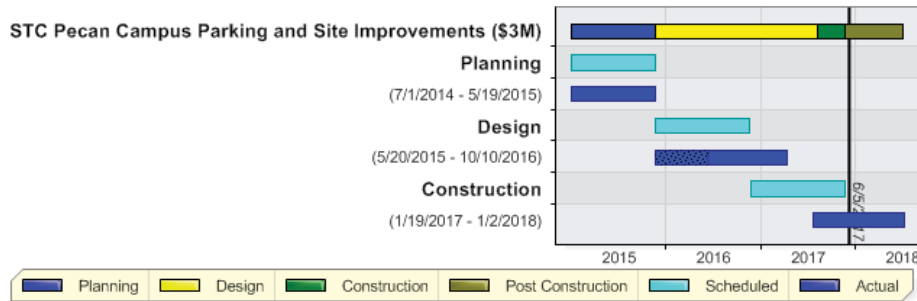 STC Pecan Campus Parking and Site Improvements ($3M)
Planning
(7/1/2014 - 5/19/2015)
Design
(5/20/2015 - 10/10/2016)
Construction
(1/19/2017 - 1/2/2018)
6/5/2017
2015 2016 2017 2018
Planning Design Construction Post Construction Scheduled Actual